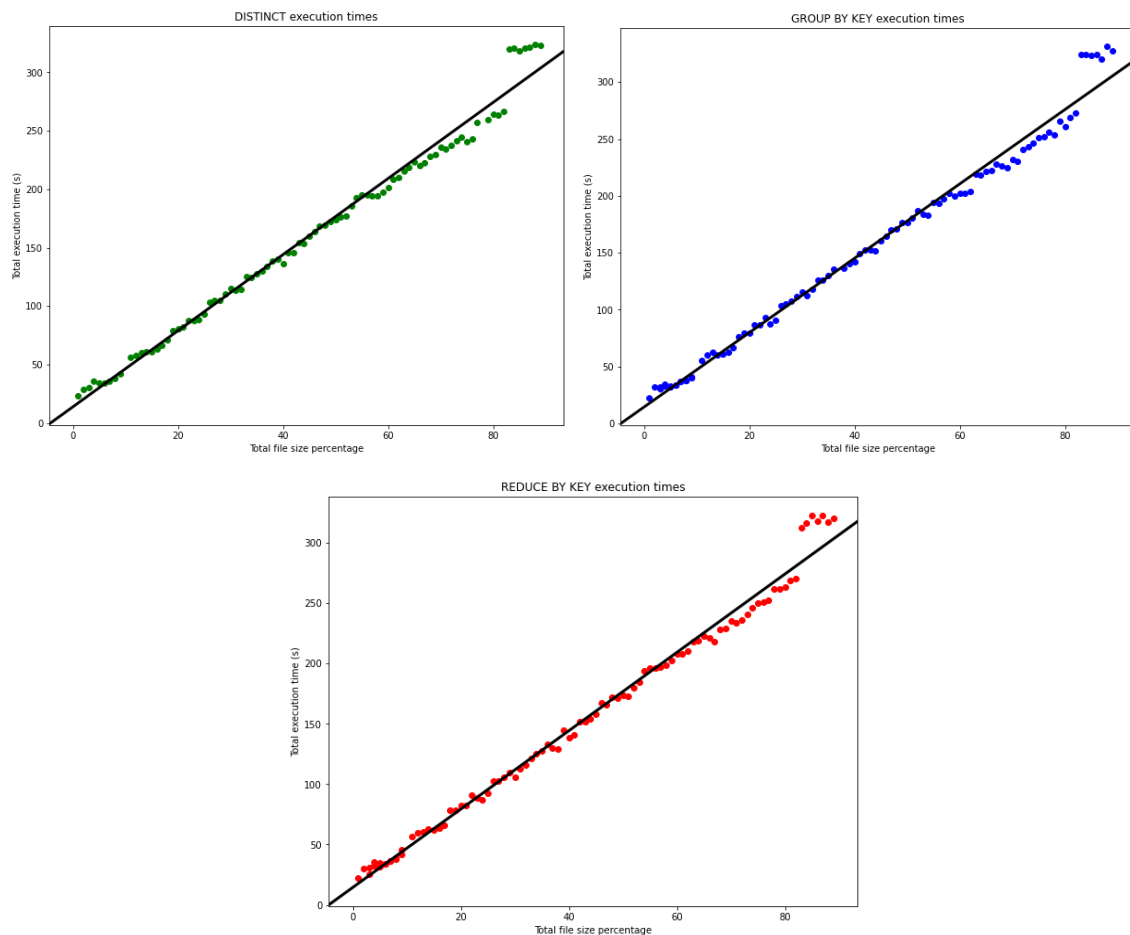 DISTINCT execution times
300
250
200
150
100
50
0
Total execution time (s)
0 20 40 60 80
Total file size percentage
GROUP BY KEY execution times
300
250
200
150
100
50
0
Total execution time (s)
0 20 40 60 80
Total file size percentage
REDUCE BY KEY execution times
300
250
200
150
100
50
0
Total execution time (s)
0 20 40 60 80
Total file size percentage